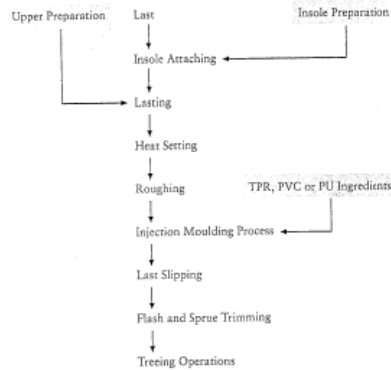 Upper Preparation
Last
Insole Preparation
Insole Attaching
Lasting
Heat Setting
Roughing
TPR, PVC or PU Ingredients
Injection Moulding Process
Last Slipping
Flash and Sprue Trimming
Treeing Operations